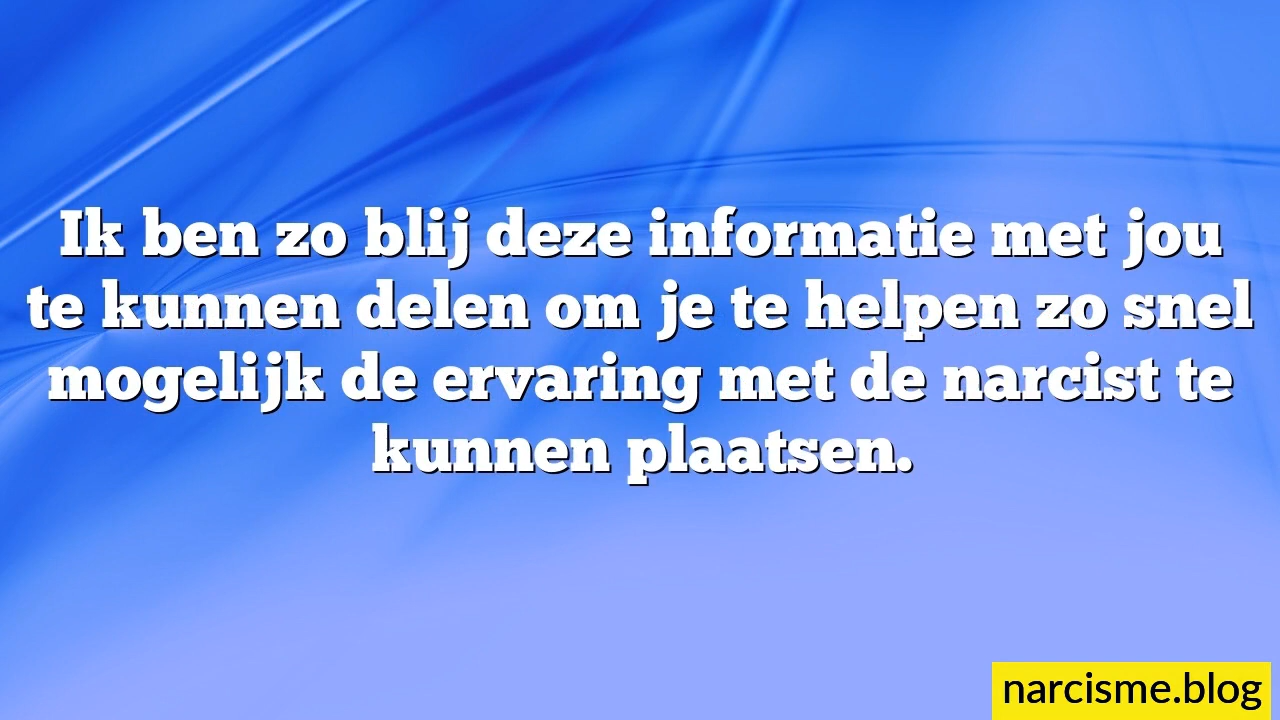 Ik ben zo blij deze informatie met jou
te kunnen delen om je te helpen zo snel
mogelijk de ervaring met de narcist te
kunnen plaatsen.
narcisme.blog